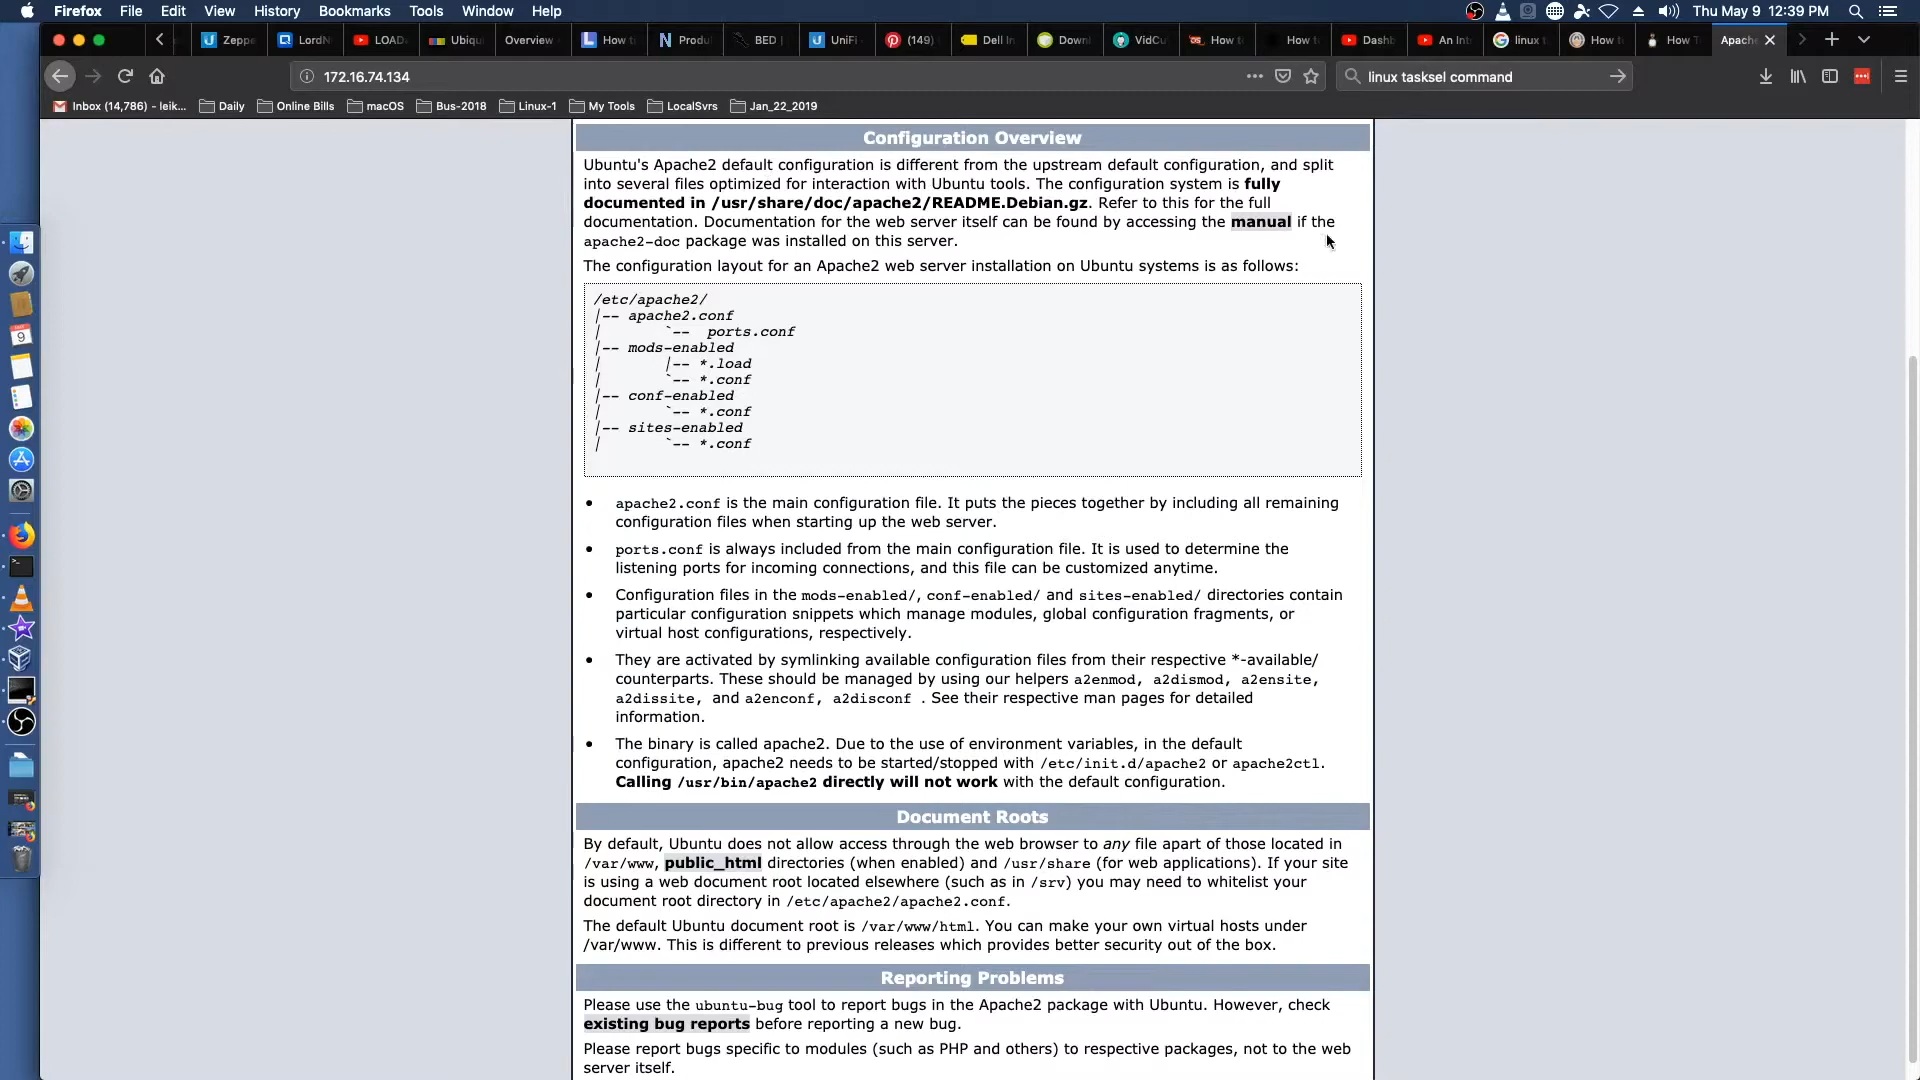 Firefox File Edit View History Bookmarks Tools Window Help
Thu May 9 12:39 PM
Zeppe
LordN
LOAD
Ubiqu
Overview
How t
Produ
BED |
UniFi
(149)
Dell In
Down
VidCu
How t
How t
Dashb
An Int
linux t
How t
How T
Apache
172.16.74.134
linux tasksel command
Inbox (14,786) - leik...
Daily
Online Bills
macOS
Bus-2018
Linux-1
My Tools
LocalSvrs
Jan_22_2019
Configuration Overview
Ubuntu's Apache2 default configuration is different from the upstream default configuration, and split
into several files optimized for interaction with Ubuntu tools. The configuration system is fully
documented in /usr/share/doc/apache2/README.Debian.gz. Refer to this for the full
documentation. Documentation for the web server itself can be found by accessing the manual if the
apache2-doc package was installed on this server.
The configuration layout for an Apache2 web server installation on Ubuntu systems is as follows:
/etc/apache2/
|-- apache2.conf
|       `--  ports.conf
|-- mods-enabled
|       |-- *.load
|       `-- *.conf
|-- conf-enabled
|       `-- *.conf
|-- sites-enabled
|       `-- *.conf
• apache2.conf is the main configuration file. It puts the pieces together by including all remaining
configuration files when starting up the web server.
• ports.conf is always included from the main configuration file. It is used to determine the
listening ports for incoming connections, and this file can be customized anytime.
• Configuration files in the mods-enabled/, conf-enabled/ and sites-enabled/ directories contain
particular configuration snippets which manage modules, global configuration fragments, or
virtual host configurations, respectively.
• They are activated by symlinking available configuration files from their respective *-available/
counterparts. These should be managed by using our helpers a2enmod, a2dismod, a2ensite,
a2dissite, and a2enconf, a2disconf . See their respective man pages for detailed
information.
• The binary is called apache2. Due to the use of environment variables, in the default
configuration, apache2 needs to be started/stopped with /etc/init.d/apache2 or apache2ctl.
Calling /usr/bin/apache2 directly will not work with the default configuration.
Document Roots
By default, Ubuntu does not allow access through the web browser to any file apart of those located in
/var/www, public_html directories (when enabled) and /usr/share (for web applications). If your site
is using a web document root located elsewhere (such as in /srv) you may need to whitelist your
document root directory in /etc/apache2/apache2.conf.
The default Ubuntu document root is /var/www/html. You can make your own virtual hosts under
/var/www. This is different to previous releases which provides better security out of the box.
Reporting Problems
Please use the ubuntu-bug tool to report bugs in the Apache2 package with Ubuntu. However, check
existing bug reports before reporting a new bug.
Please report bugs specific to modules (such as PHP and others) to respective packages, not to the web
server itself.